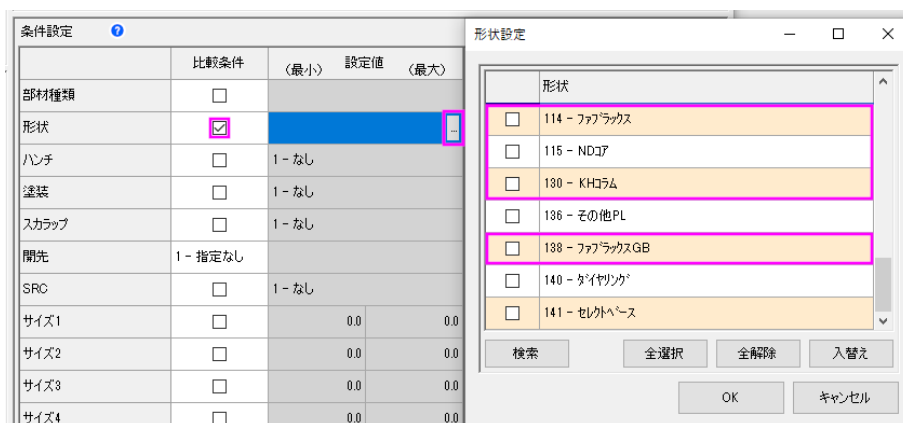 条件設定
比較条件
(最小) 設定値 (最大)
部材種類
形状
...
ハンチ
1 - なし
塗装
1 - なし
スカラップ
1 - なし
開先
1 - 指定なし
SRC
1 - なし
サイズ1
0.0 0.0
サイズ2
0.0 0.0
サイズ3
0.0 0.0
サイズ4
0.0 0.0
形状設定
形状
114 - ﾌｧﾌﾞﾗｯｸｽ
115 - NDｺｱ
130 - KHｺﾗﾑ
136 - その他PL
138 - ﾌｧﾌﾞﾗｯｸｽGB
140 - ﾀﾞｲﾔﾘﾝｸﾞ
141 - ｾﾚｸﾄﾍﾞｰｽ
検索 全選択 全解除 入替え
OK キャンセル